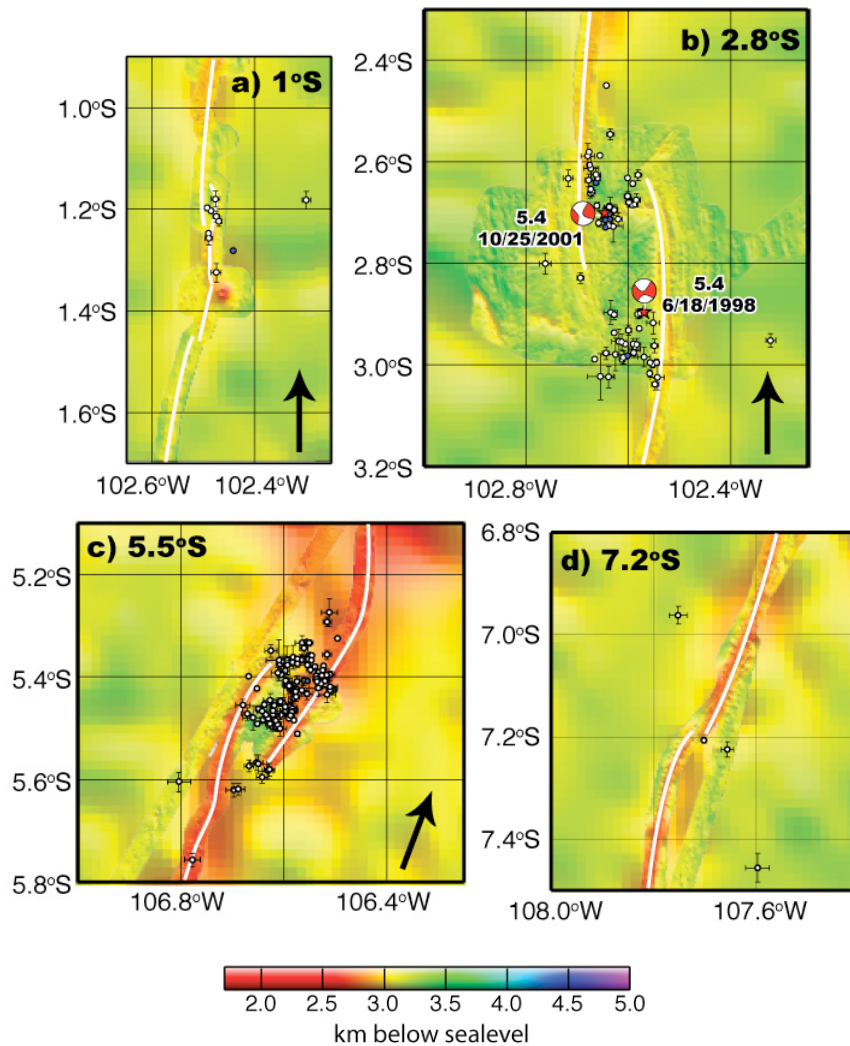 a) 1°S
1.0°S
1.2°S
1.4°S
1.6°S
102.6°W
102.4°W
b) 2.8°S
2.4°S
2.6°S
2.8°S
3.0°S
3.2°S
5.4
10/25/2001
5.4
6/18/1998
102.8°W
102.4°W
c) 5.5°S
5.2°S
5.4°S
5.6°S
5.8°S
106.8°W
106.4°W
d) 7.2°S
6.8°S
7.0°S
7.2°S
7.4°S
108.0°W
107.6°W
2.0 2.5 3.0 3.5 4.0 4.5 5.0
km below sealevel